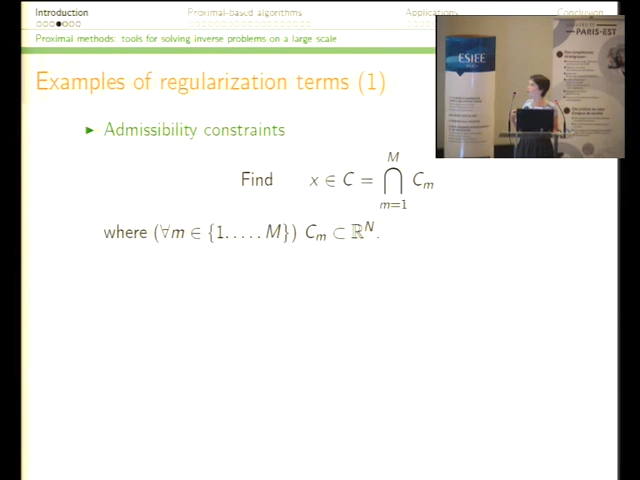 Introduction
Proximal-based algorithms
Applications
Conclusion
Proximal methods: tools for solving inverse problems on a large scale
Examples of regularization terms (1)
▶ Admissibility constraints
Find x ∈ C = ⋂_{m=1}^{M} C_m
where (∀m ∈ {1, . . . , M}) C_m ⊂ ℝ^N.
ESIEE
UNIVERSITÉ
PARIS-EST